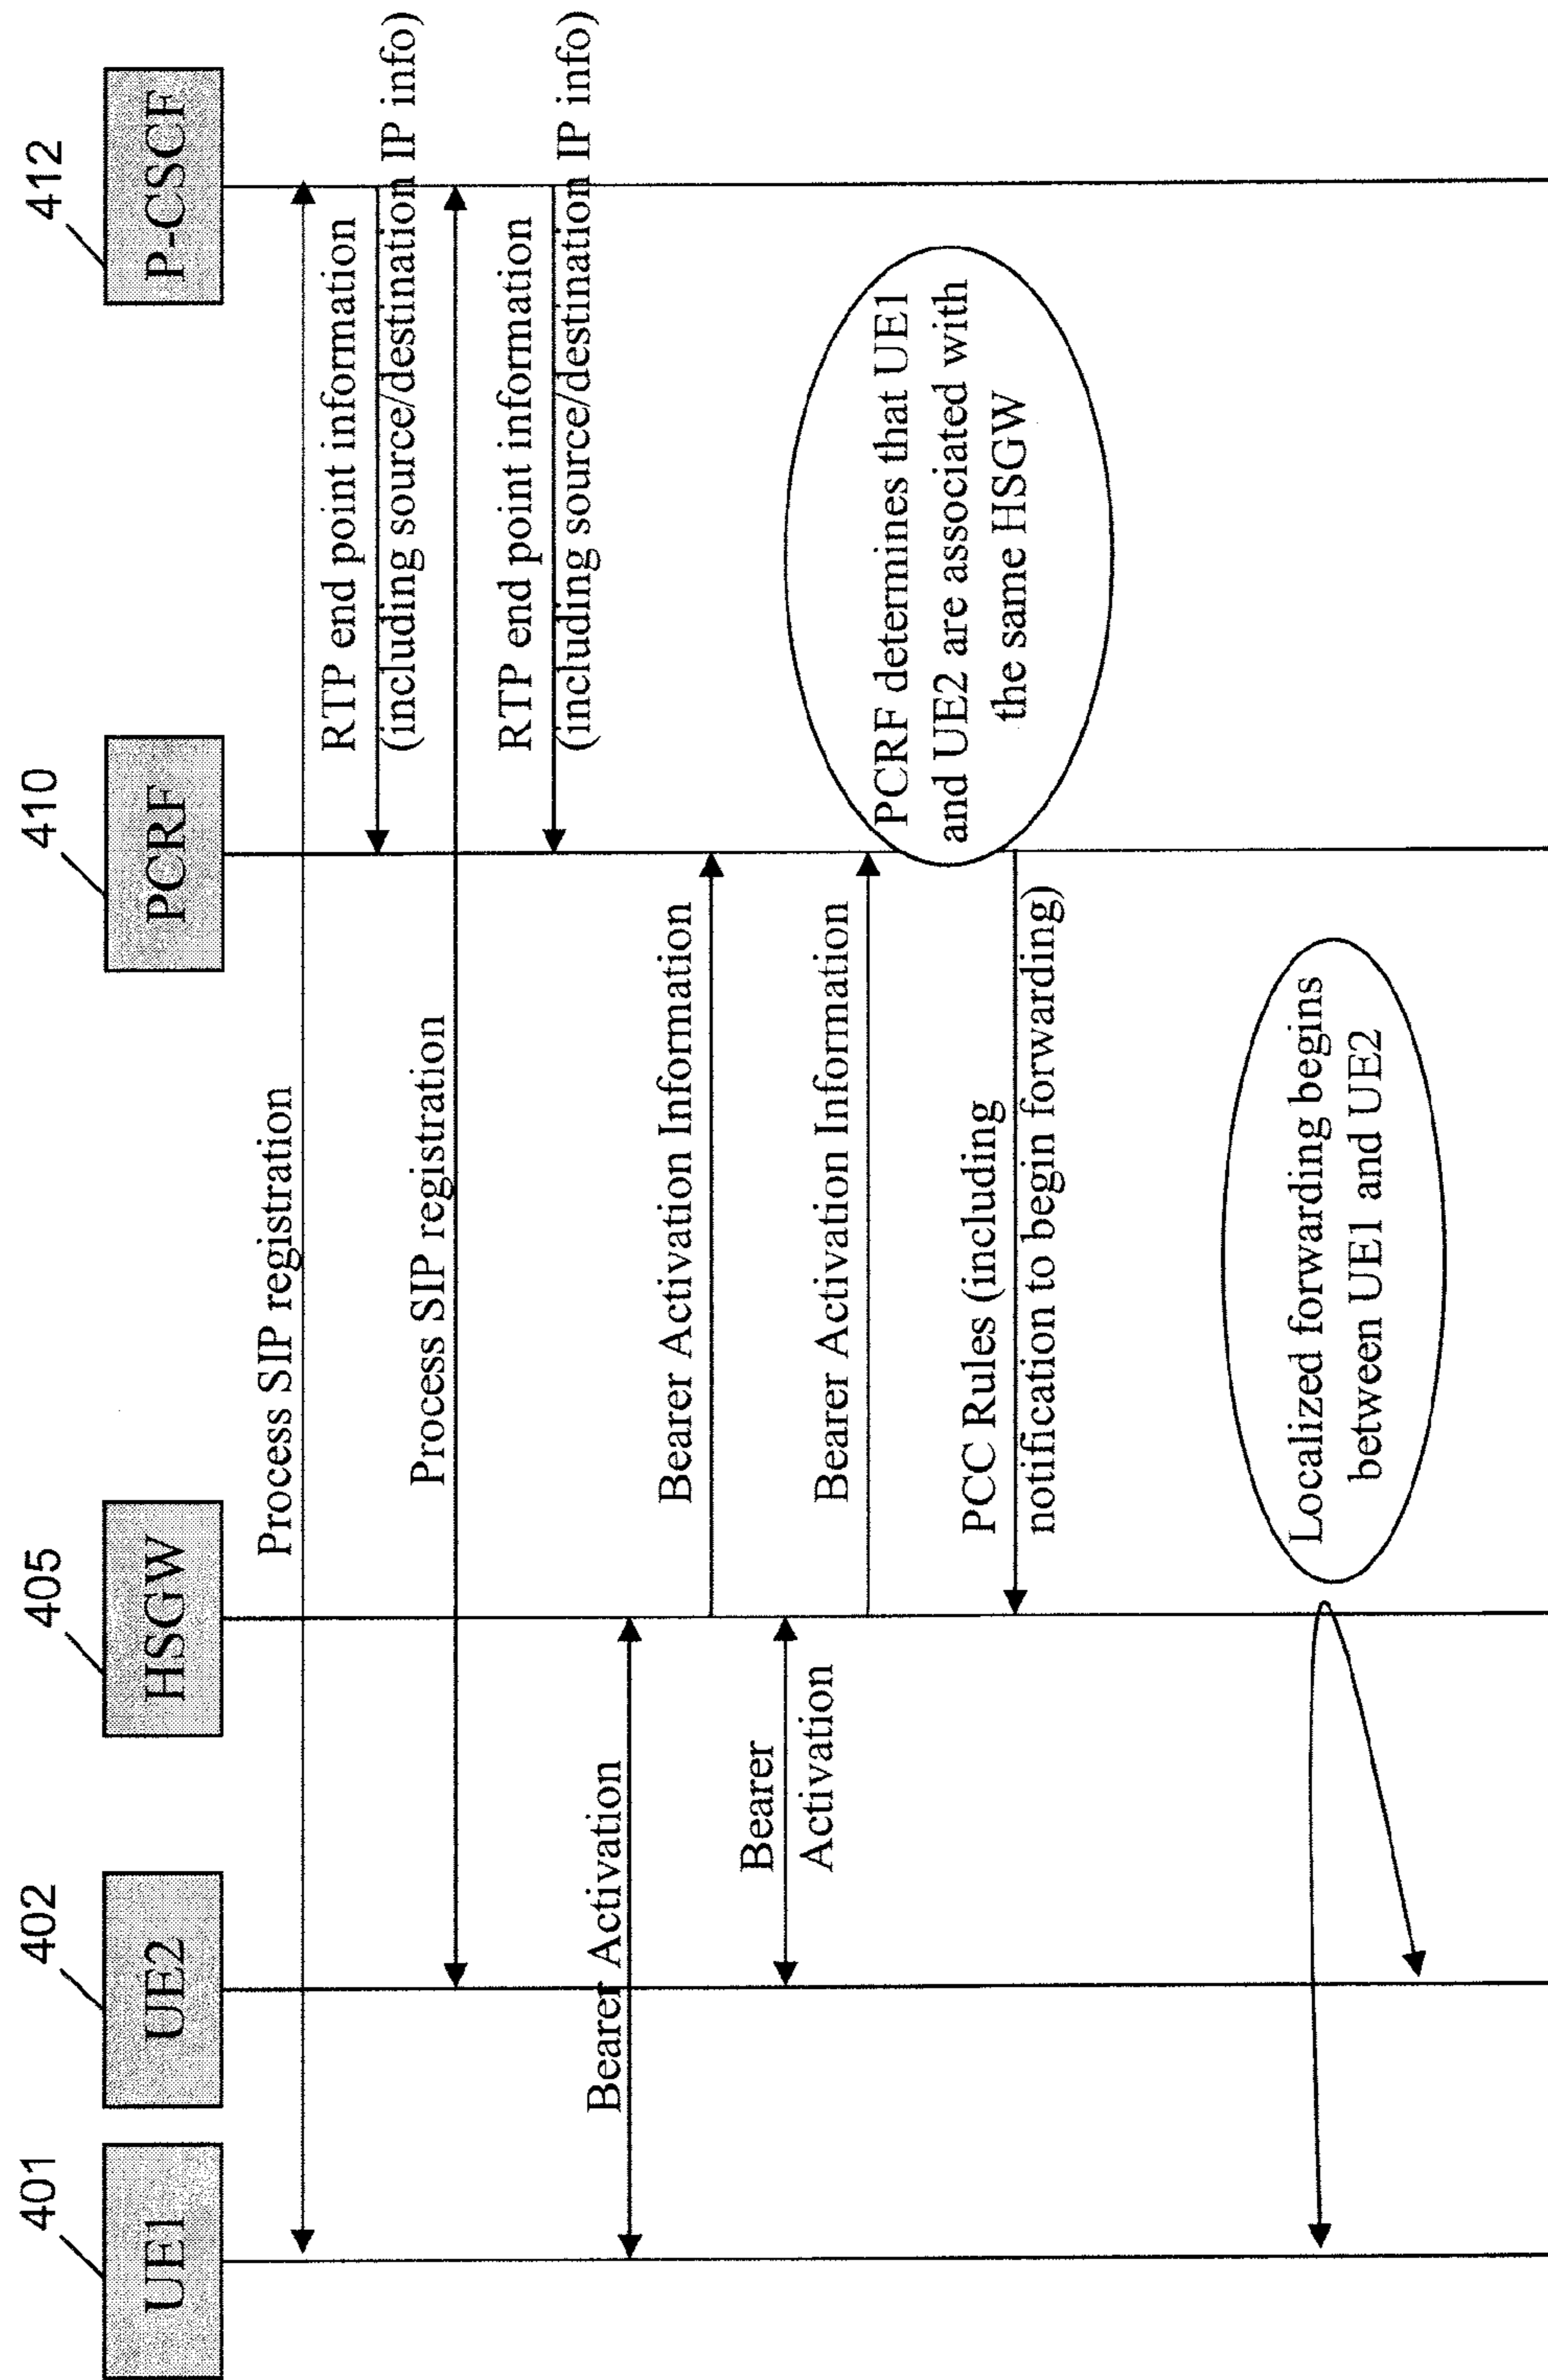 401
UE1
402
UE2
405
HSGW
410
PCRF
412
P-CSCF
Process SIP registration
RTP end point information
(including source/destination IP info)
Process SIP registration
RTP end point information
(including source/destination IP info)
Bearer Activation
Bearer Activation Information
Bearer
Activation
Bearer Activation Information
PCRF determines that UE1
and UE2 are associated with
the same HSGW
PCC Rules (including
notification to begin forwarding)
Localized forwarding begins
between UE1 and UE2